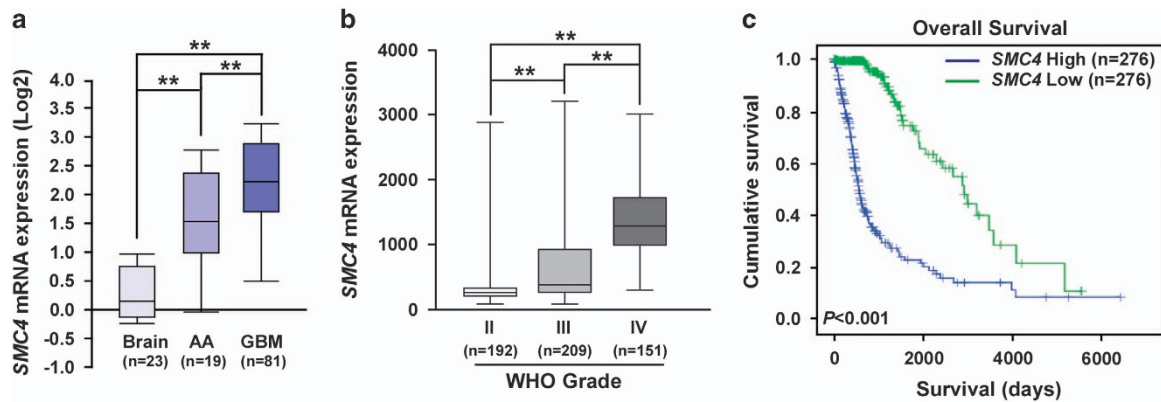 a
SMC4 mRNA expression (Log2)
4.0
3.5
3.0
2.5
2.0
1.5
1.0
0.5
0.0
-0.5
-1.0
**
**
**
Brain
(n=23)
AA
(n=19)
GBM
(n=81)
b
SMC4 mRNA expression
4000
3000
2000
1000
0
**
**
**
II
(n=192)
III
(n=209)
IV
(n=151)
WHO Grade
c
Overall Survival
SMC4 High (n=276)
SMC4 Low (n=276)
Cumulative survival
1.0
0.8
0.6
0.4
0.2
0.0
P<0.001
0
2000
4000
6000
Survival (days)